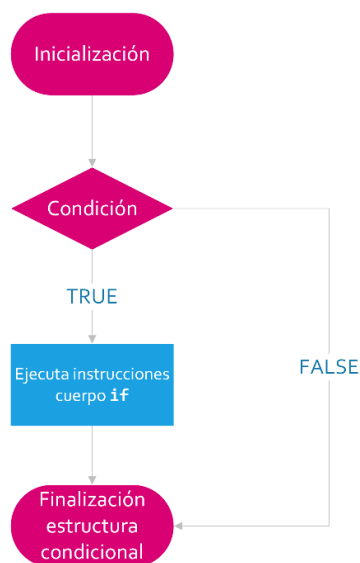 Inicialización
Condición
TRUE
FALSE
Ejecuta instrucciones
cuerpo if
Finalización
estructura
condicional